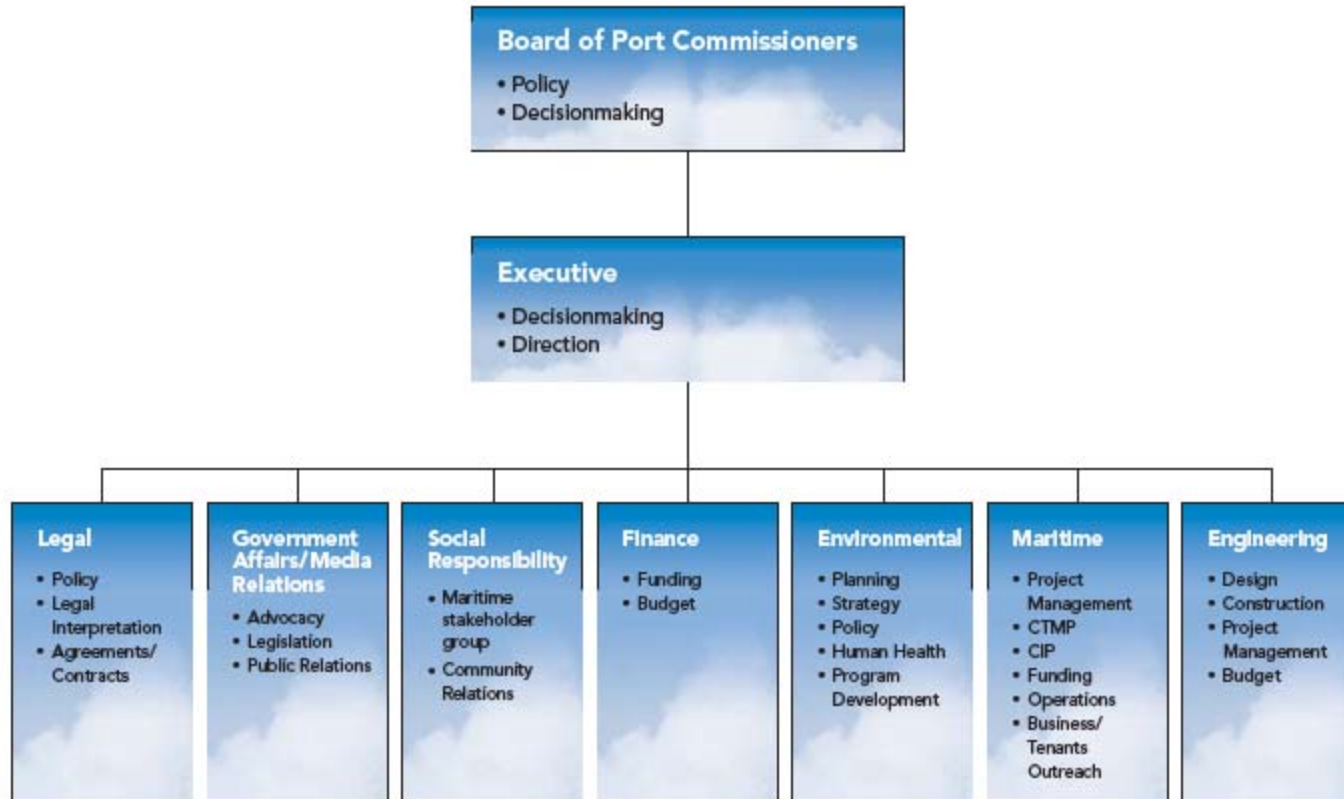 Board of Port Commissioners
• Policy
• Decisionmaking
Executive
• Decisionmaking
• Direction
Legal
• Policy
• Legal
Interpretation
• Agreements/
Contracts
Government
Affairs/Media
Relations
• Advocacy
• Legislation
• Public Relations
Social
Responsibility
• Maritime
stakeholder
group
• Community
Relations
Finance
• Funding
• Budget
Environmental
• Planning
• Strategy
• Policy
• Human Health
• Program
Development
Maritime
• Project
Management
• CTMP
• CIP
• Funding
• Operations
• Business/
Tenants
Outreach
Engineering
• Design
• Construction
• Project
Management
• Budget